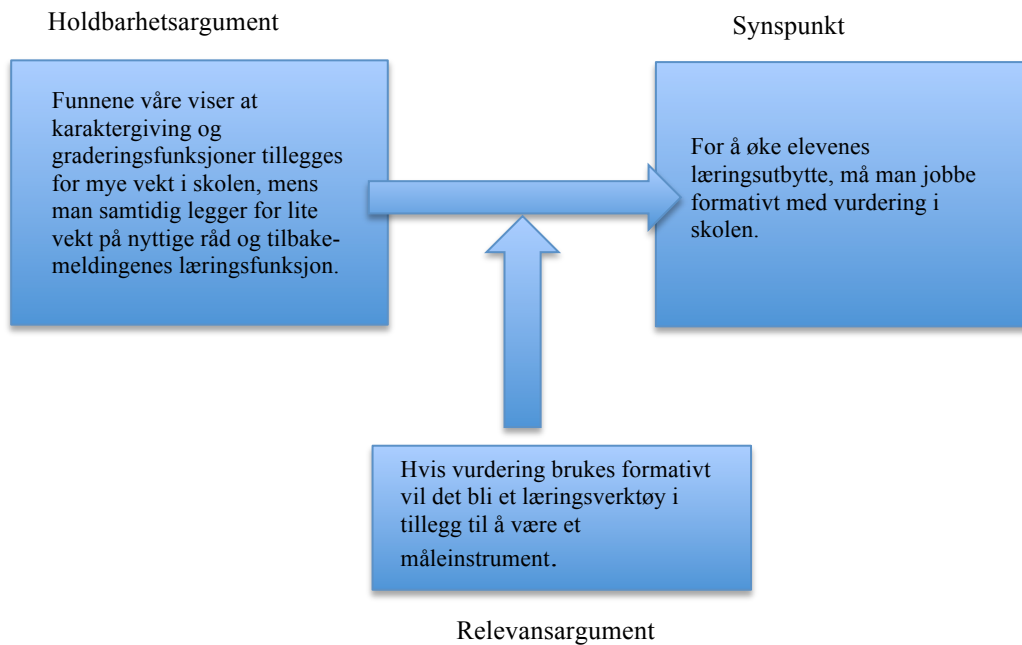 Holdbarhetsargument
Synspunkt
Funnene våre viser at
karaktergiving og
graderingsfunksjoner tillegges
for mye vekt i skolen, mens
man samtidig legger for lite
vekt på nyttige råd og tilbake-
meldingenes læringsfunksjon.
For å øke elevenes
læringsutbytte, må man jobbe
formativt med vurdering i
skolen.
Hvis vurdering brukes formativt
vil det bli et læringsverktøy i
tillegg til å være et
måleinstrument.
Relevansargument